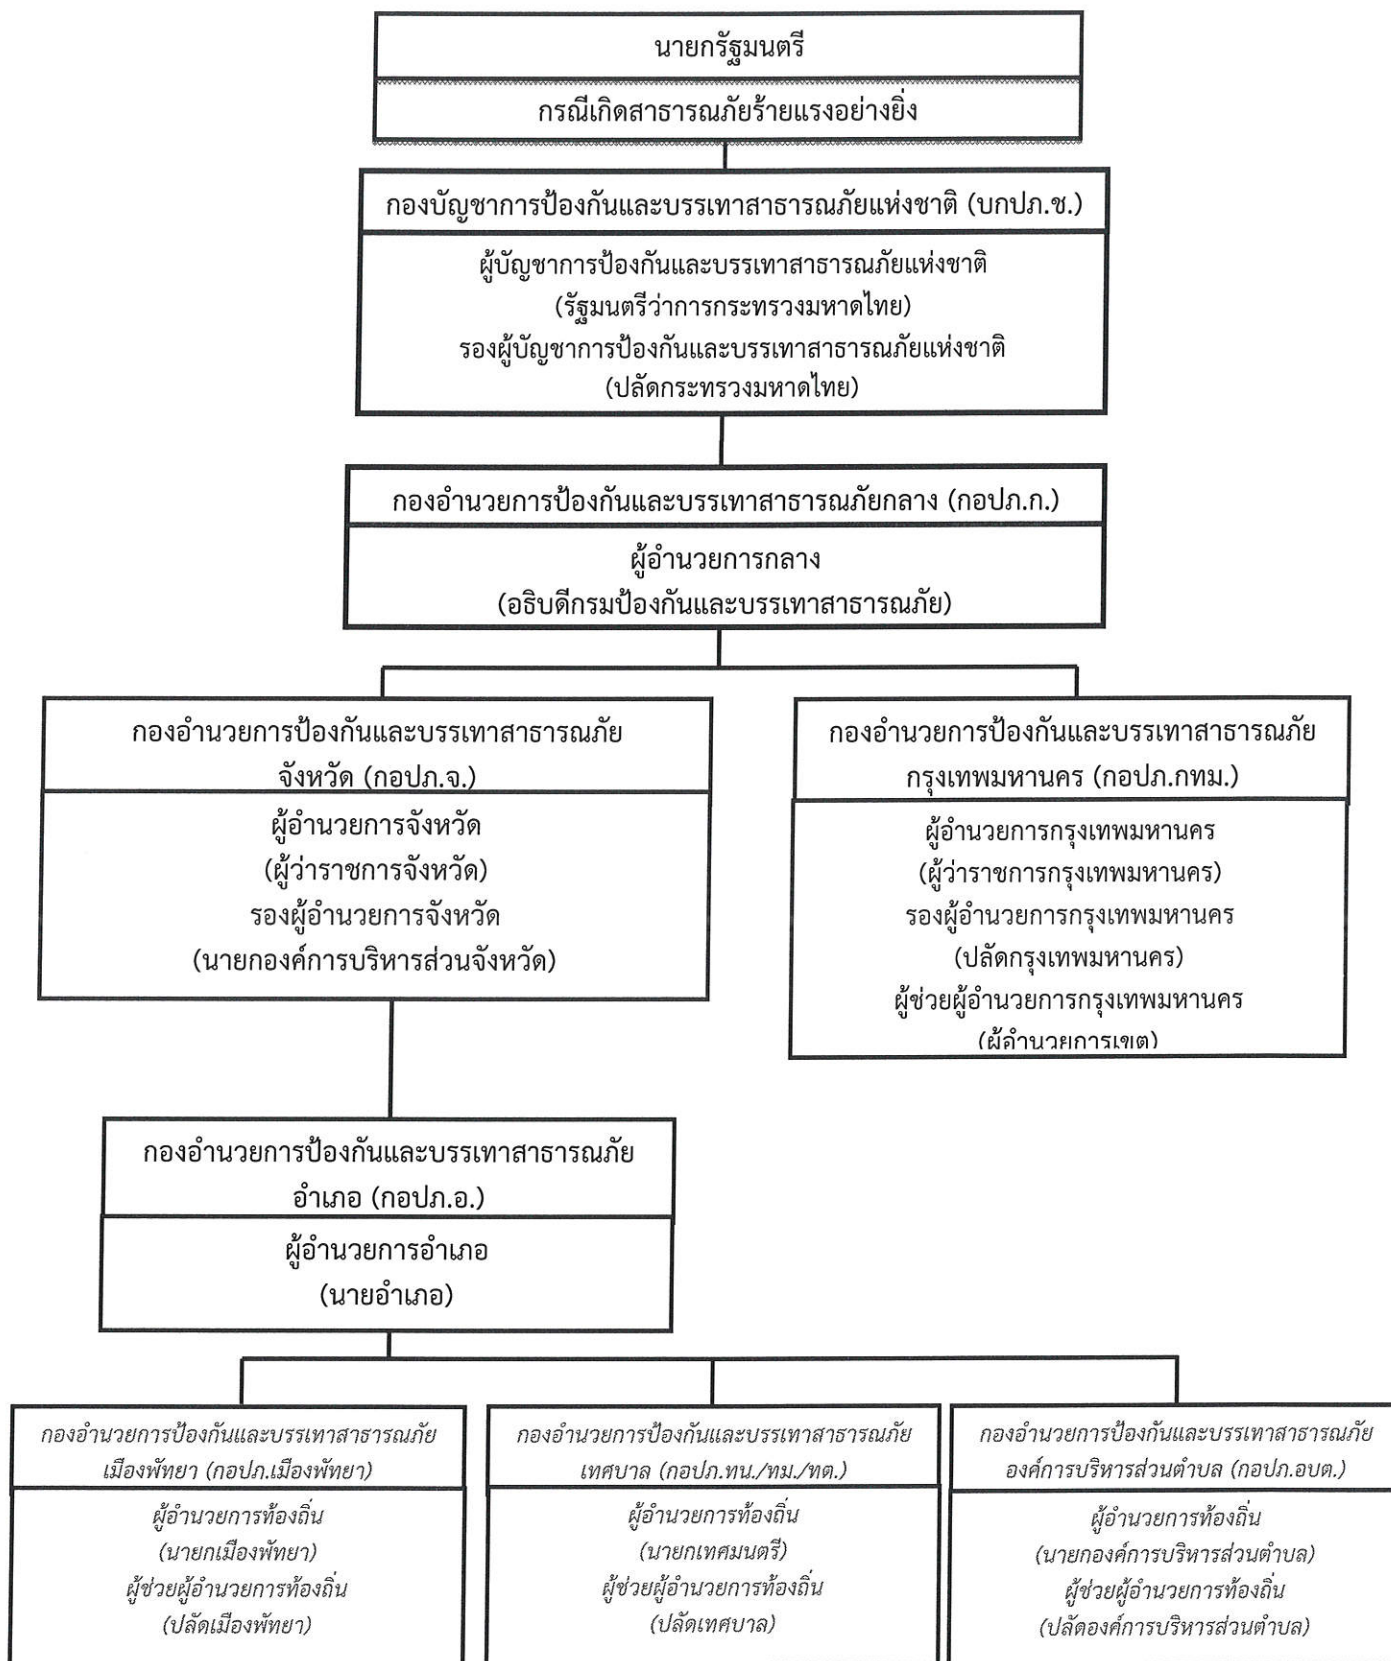 นายกรัฐมนตรี
กรณีเกิดสาธารณภัยร้ายแรงอย่างยิ่ง
กองบัญชาการป้องกันและบรรเทาสาธารณภัยแห่งชาติ (บกปภ.ช.)
ผู้บัญชาการป้องกันและบรรเทาสาธารณภัยแห่งชาติ
(รัฐมนตรีว่าการกระทรวงมหาดไทย)
รองผู้บัญชาการป้องกันและบรรเทาสาธารณภัยแห่งชาติ
(ปลัดกระทรวงมหาดไทย)
กองอำนวยการป้องกันและบรรเทาสาธารณภัยกลาง (กอปภ.ก.)
ผู้อำนวยการกลาง
(อธิบดีกรมป้องกันและบรรเทาสาธารณภัย)
กองอำนวยการป้องกันและบรรเทาสาธารณภัย
จังหวัด (กอปภ.จ.)
ผู้อำนวยการจังหวัด
(ผู้ว่าราชการจังหวัด)
รองผู้อำนวยการจังหวัด
(นายกองค์การบริหารส่วนจังหวัด)
กองอำนวยการป้องกันและบรรเทาสาธารณภัย
กรุงเทพมหานคร (กอปภ.กทม.)
ผู้อำนวยการกรุงเทพมหานคร
(ผู้ว่าราชการกรุงเทพมหานคร)
รองผู้อำนวยการกรุงเทพมหานคร
(ปลัดกรุงเทพมหานคร)
ผู้ช่วยผู้อำนวยการกรุงเทพมหานคร
(ผู้อำนวยการเขต)
กองอำนวยการป้องกันและบรรเทาสาธารณภัย
อำเภอ (กอปภ.อ.)
ผู้อำนวยการอำเภอ
(นายอำเภอ)
กองอำนวยการป้องกันและบรรเทาสาธารณภัย
เมืองพัทยา (กอปภ.เมืองพัทยา)
ผู้อำนวยการท้องถิ่น
(นายกเมืองพัทยา)
ผู้ช่วยผู้อำนวยการท้องถิ่น
(ปลัดเมืองพัทยา)
กองอำนวยการป้องกันและบรรเทาสาธารณภัย
เทศบาล (กอปภ.ทน./ทม./ทต.)
ผู้อำนวยการท้องถิ่น
(นายกเทศมนตรี)
ผู้ช่วยผู้อำนวยการท้องถิ่น
(ปลัดเทศบาล)
กองอำนวยการป้องกันและบรรเทาสาธารณภัย
องค์การบริหารส่วนตำบล (กอปภ.อบต.)
ผู้อำนวยการท้องถิ่น
(นายกองค์การบริหารส่วนตำบล)
ผู้ช่วยผู้อำนวยการท้องถิ่น
(ปลัดองค์การบริหารส่วนตำบล)